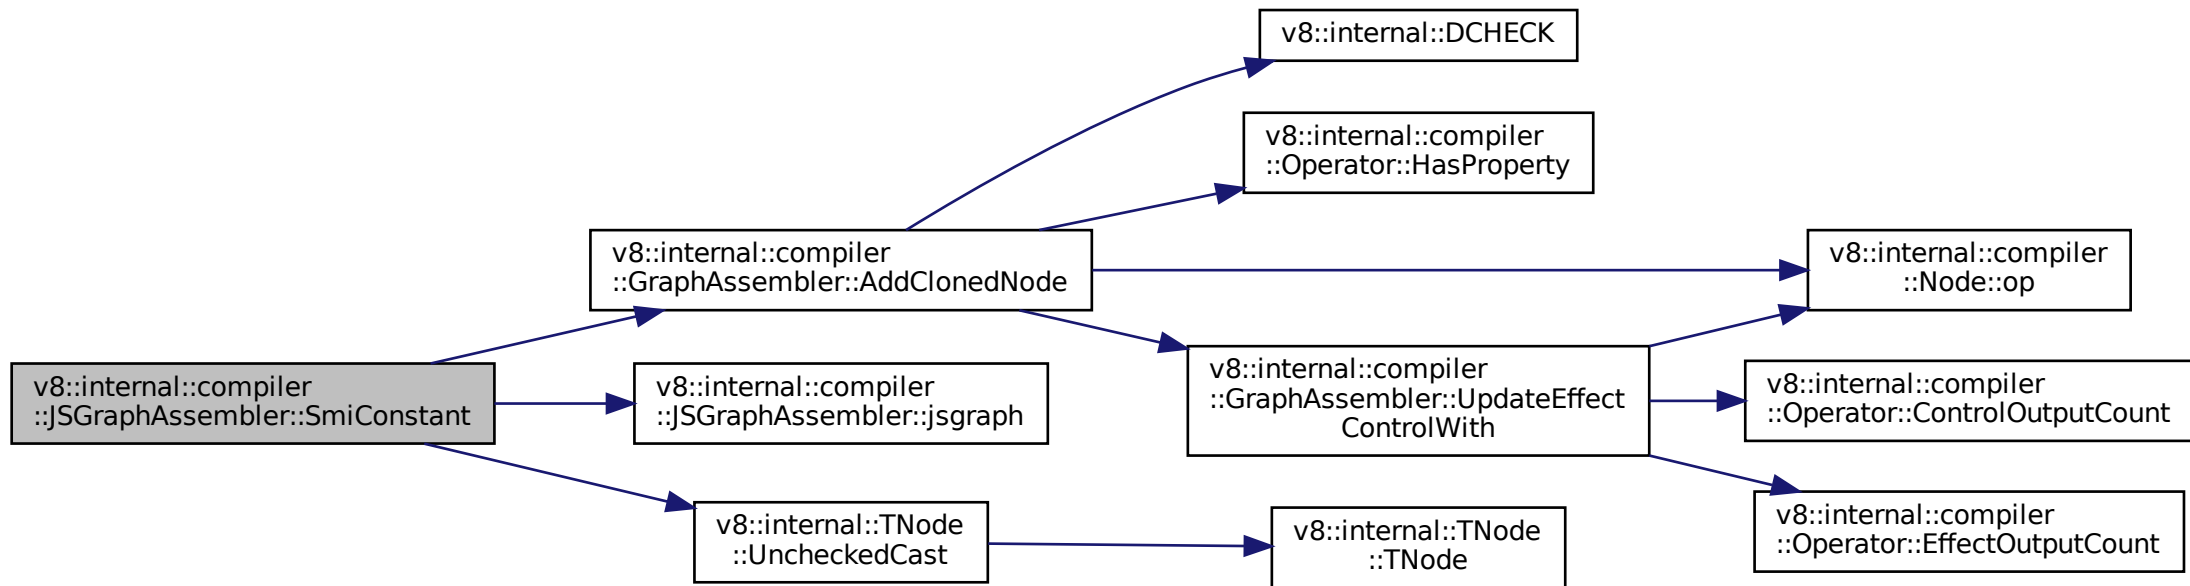 v8::internal::DCHECK
v8::internal::compiler
::Operator::HasProperty
v8::internal::compiler
::GraphAssembler::AddClonedNode
v8::internal::compiler
::Node::op
v8::internal::compiler
::GraphAssembler::UpdateEffect
ControlWith
v8::internal::compiler
::JSGraphAssembler::SmiConstant
v8::internal::compiler
::JSGraphAssembler::jsgraph
v8::internal::compiler
::Operator::ControlOutputCount
v8::internal::TNode
::UncheckedCast
v8::internal::TNode
::TNode
v8::internal::compiler
::Operator::EffectOutputCount